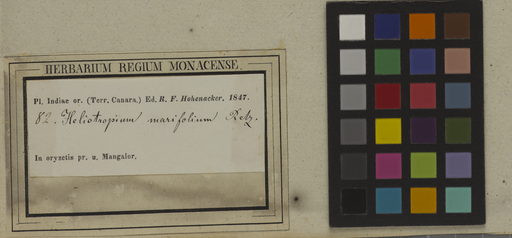 HERBARIUM REGIUM MONACENSE.
Pl. Indiae or. (Terr. Canara.) Ed. R. F. Hohenacker. 1847.
82. Heliotropium marifolium Retz.
In oryzetis pr. u. Mangalor.